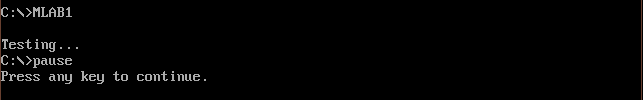 C:\>MLAB1
Testing...
C:\>pause
Press any key to continue.